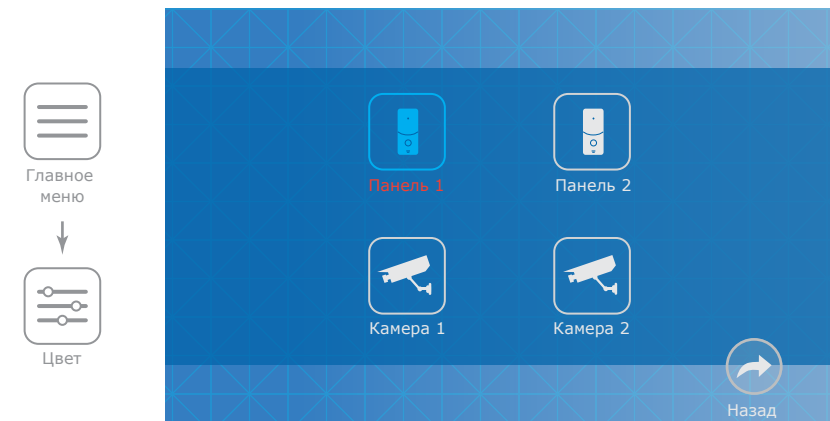 Главное
меню
Цвет
Панель 1
Панель 2
Камера 1
Камера 2
Назад